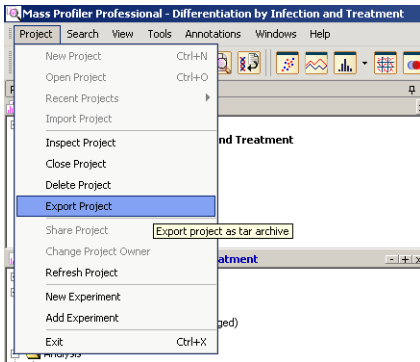 Mass Profiler Professional - Differentiation by Infection and Treatment
Project Search View Tools Annotations Windows Help
New Project Ctrl+N
Open Project Ctrl+O
Recent Projects
Import Project
Inspect Project
nd Treatment
Close Project
Delete Project
Export Project
Export project as tar archive
Share Project
Change Project Owner
atment
Refresh Project
New Experiment
Add Experiment
ged)
Exit Ctrl+X
Analysis